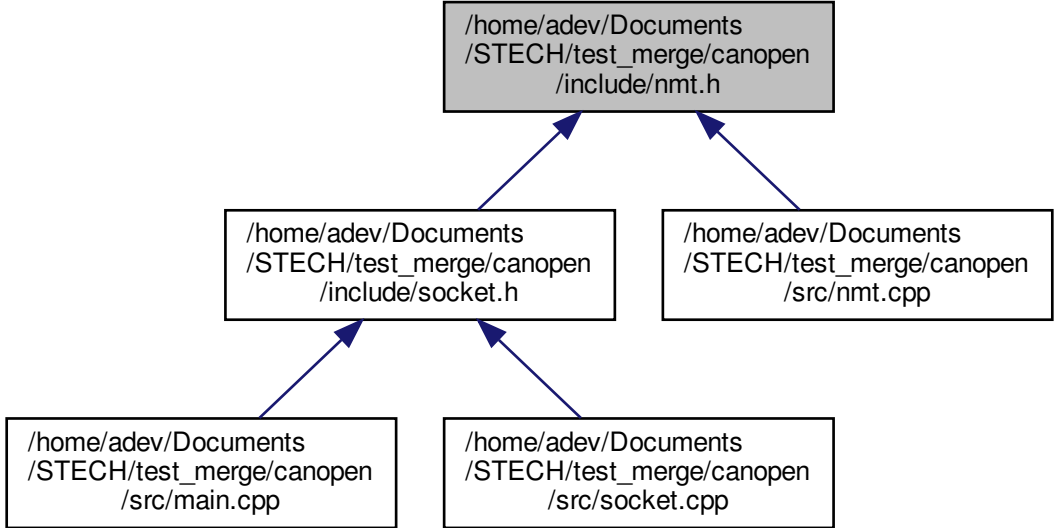 /home/adev/Documents
/STECH/test_merge/canopen
/include/nmt.h
/home/adev/Documents
/STECH/test_merge/canopen
/include/socket.h
/home/adev/Documents
/STECH/test_merge/canopen
/src/nmt.cpp
/home/adev/Documents
/STECH/test_merge/canopen
/src/main.cpp
/home/adev/Documents
/STECH/test_merge/canopen
/src/socket.cpp